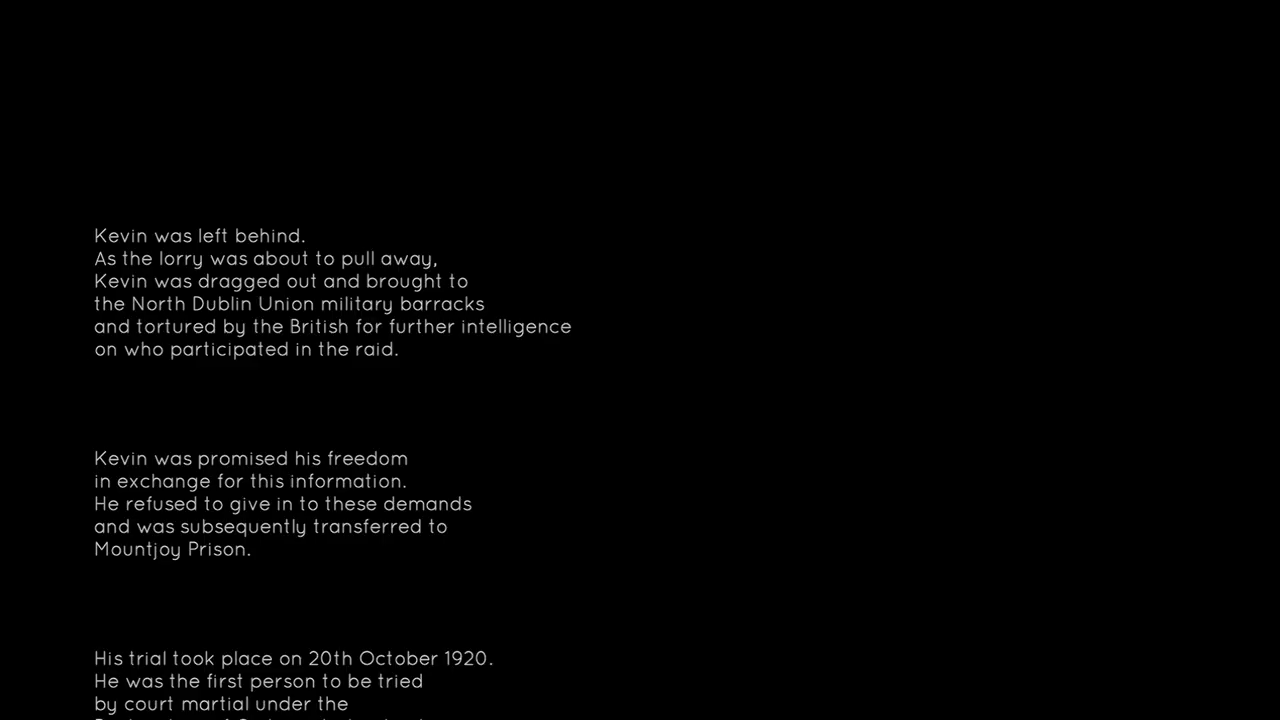 Kevin was left behind.
As the lorry was about to pull away,
Kevin was dragged out and brought to
the North Dublin Union military barracks
and tortured by the British for further intelligence
on who participated in the raid.
Kevin was promised his freedom
in exchange for this information.
He refused to give in to these demands
and was subsequently transferred to
Mountjoy Prison.
His trial took place on 20th October 1920.
He was the first person to be tried
by court martial under the